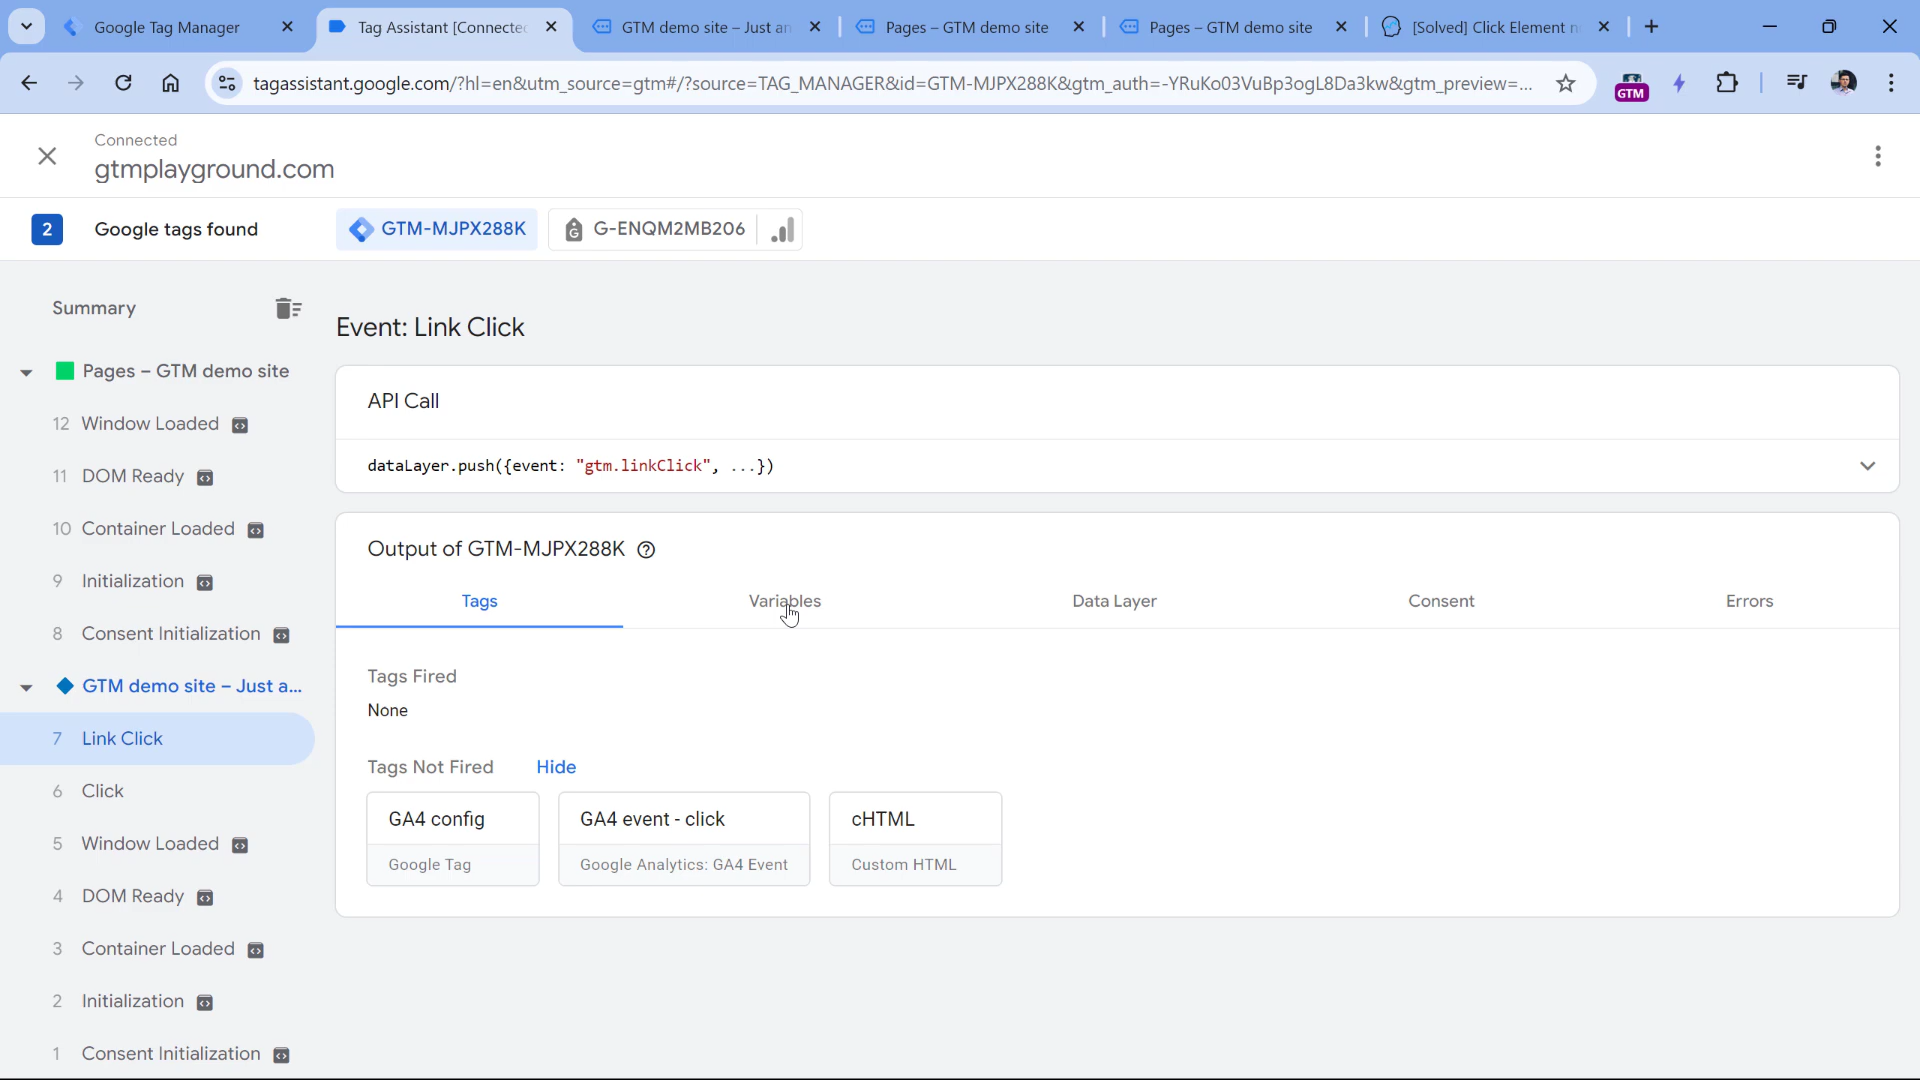 Google Tag Manager
Tag Assistant [Connected
GTM demo site – Just an
Pages – GTM demo site
Pages – GTM demo site
[Solved] Click Element n
tagassistant.google.com/?hl=en&utm_source=gtm#/?source=TAG_MANAGER&id=GTM-MJPX288K&gtm_auth=-YRuKo03VuBp3ogL8Da3kw&gtm_preview=...
GTM
Connected
gtmplayground.com
2
Google tags found
GTM-MJPX288K
G
G-ENQM2MB206
Summary
Pages – GTM demo site
12 Window Loaded
11 DOM Ready
10 Container Loaded
9 Initialization
8 Consent Initialization
GTM demo site – Just a...
7 Link Click
6 Click
5 Window Loaded
4 DOM Ready
3 Container Loaded
2 Initialization
1 Consent Initialization
Event: Link Click
API Call
dataLayer.push({event: "gtm.linkClick", ...})
Output of GTM-MJPX288K
Tags
Variables
Data Layer
Consent
Errors
Tags Fired
None
Tags Not Fired Hide
GA4 config
Google Tag
GA4 event - click
Google Analytics: GA4 Event
cHTML
Custom HTML